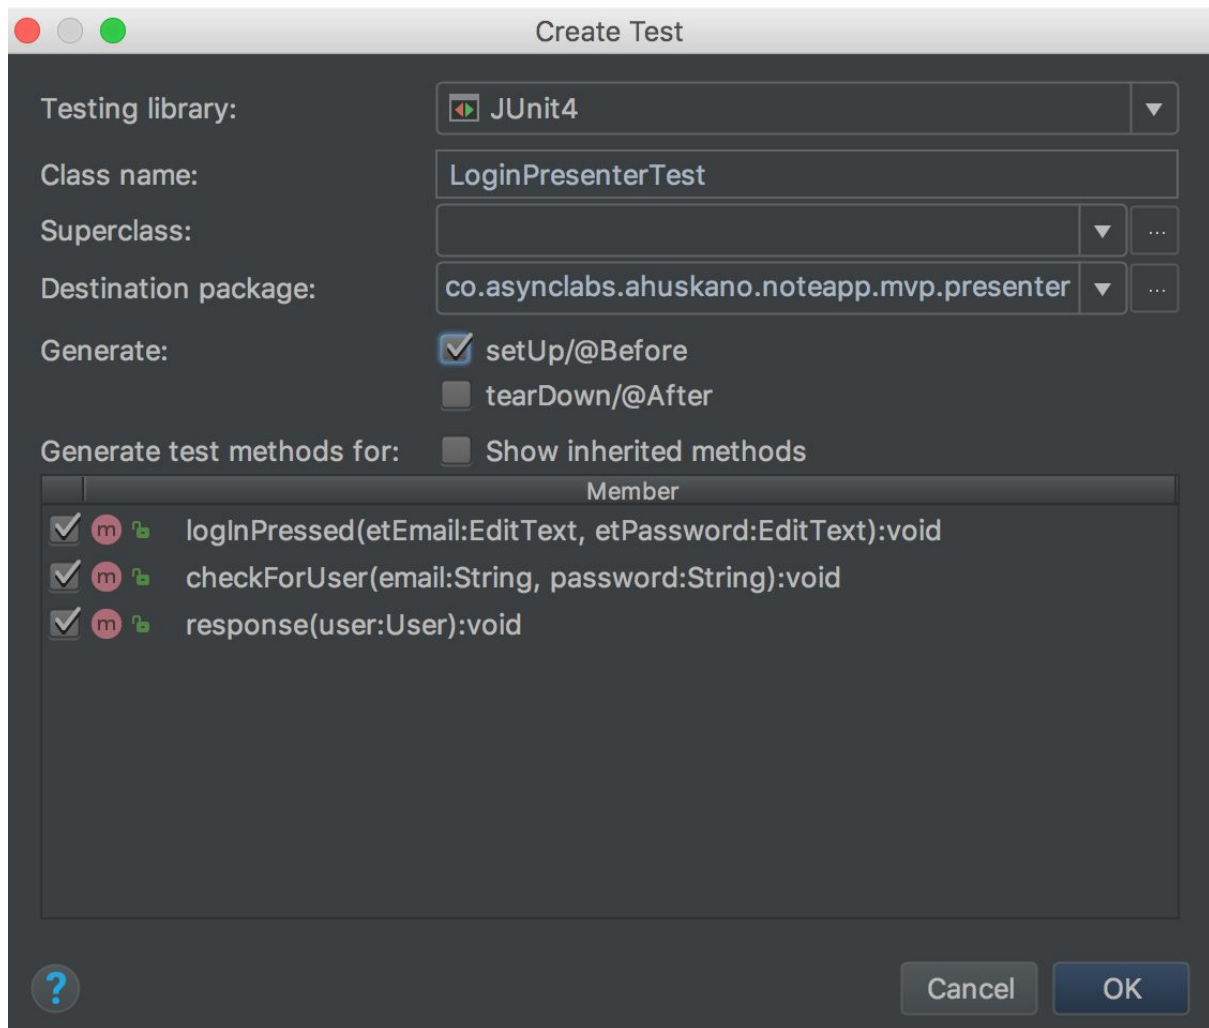 Create Test
Testing library: JUnit4
Class name: LoginPresenterTest
Superclass: ...
Destination package: co.asynclabs.ahuskano.noteapp.mvp.presenter ...
Generate: setUp/@Before
tearDown/@After
Generate test methods for: Show inherited methods
Member
m logInPressed(etEmail:EditText, etPassword:EditText):void
m checkForUser(email:String, password:String):void
m response(user:User):void
? Cancel OK